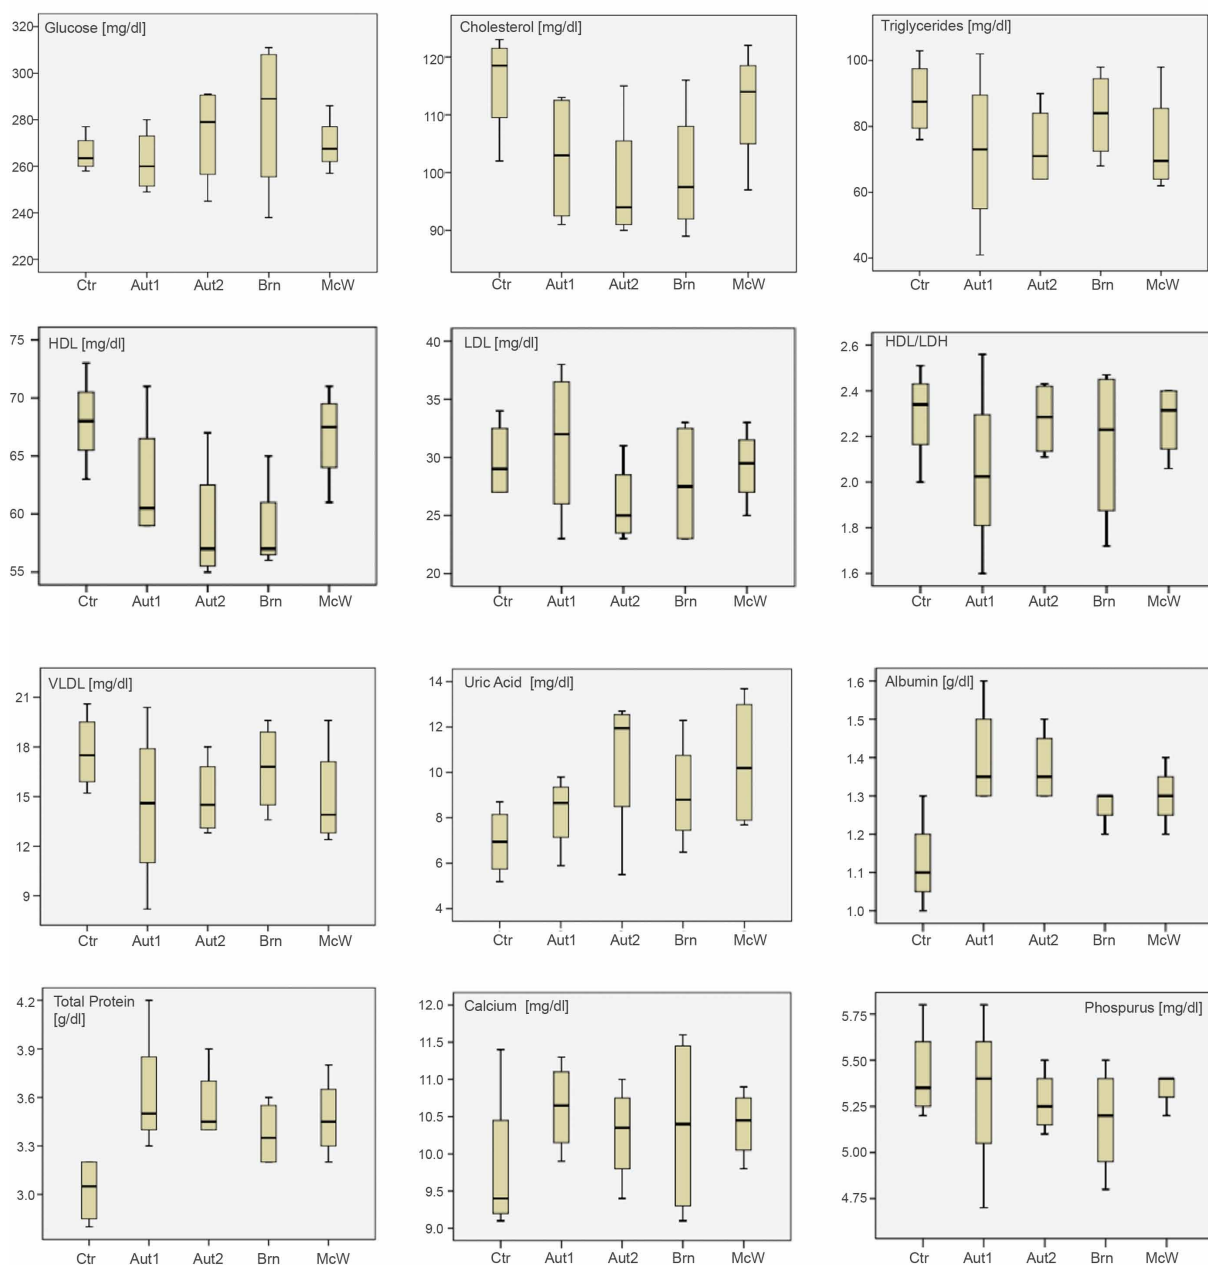 Glucose [mg/dl]
320
300
280
260
240
220
Ctr Aut1 Aut2 Brn McW
Cholesterol [mg/dl]
120
110
100
90
Ctr Aut1 Aut2 Brn McW
Triglycerides [mg/dl]
100
80
60
40
Ctr Aut1 Aut2 Brn McW
HDL [mg/dl]
75
70
65
60
55
Ctr Aut1 Aut2 Brn McW
LDL [mg/dl]
40
35
30
25
20
Ctr Aut1 Aut2 Brn McW
HDL/LDH
2.6
2.4
2.2
2.0
1.8
1.6
Ctr Aut1 Aut2 Brn McW
VLDL [mg/dl]
21
18
15
12
9
Ctr Aut1 Aut2 Brn McW
Uric Acid [mg/dl]
14
12
10
8
6
4
Ctr Aut1 Aut2 Brn McW
Albumin [g/dl]
1.6
1.5
1.4
1.3
1.2
1.1
1.0
Ctr Aut1 Aut2 Brn McW
Total Protein
[g/dl]
4.2
3.9
3.6
3.3
3.0
Ctr Aut1 Aut2 Brn McW
Calcium [mg/dl]
12.0
11.5
11.0
10.5
10.0
9.5
9.0
Ctr Aut1 Aut2 Brn McW
Phospurus [mg/dl]
5.75
5.50
5.25
5.00
4.75
Ctr Aut1 Aut2 Brn McW